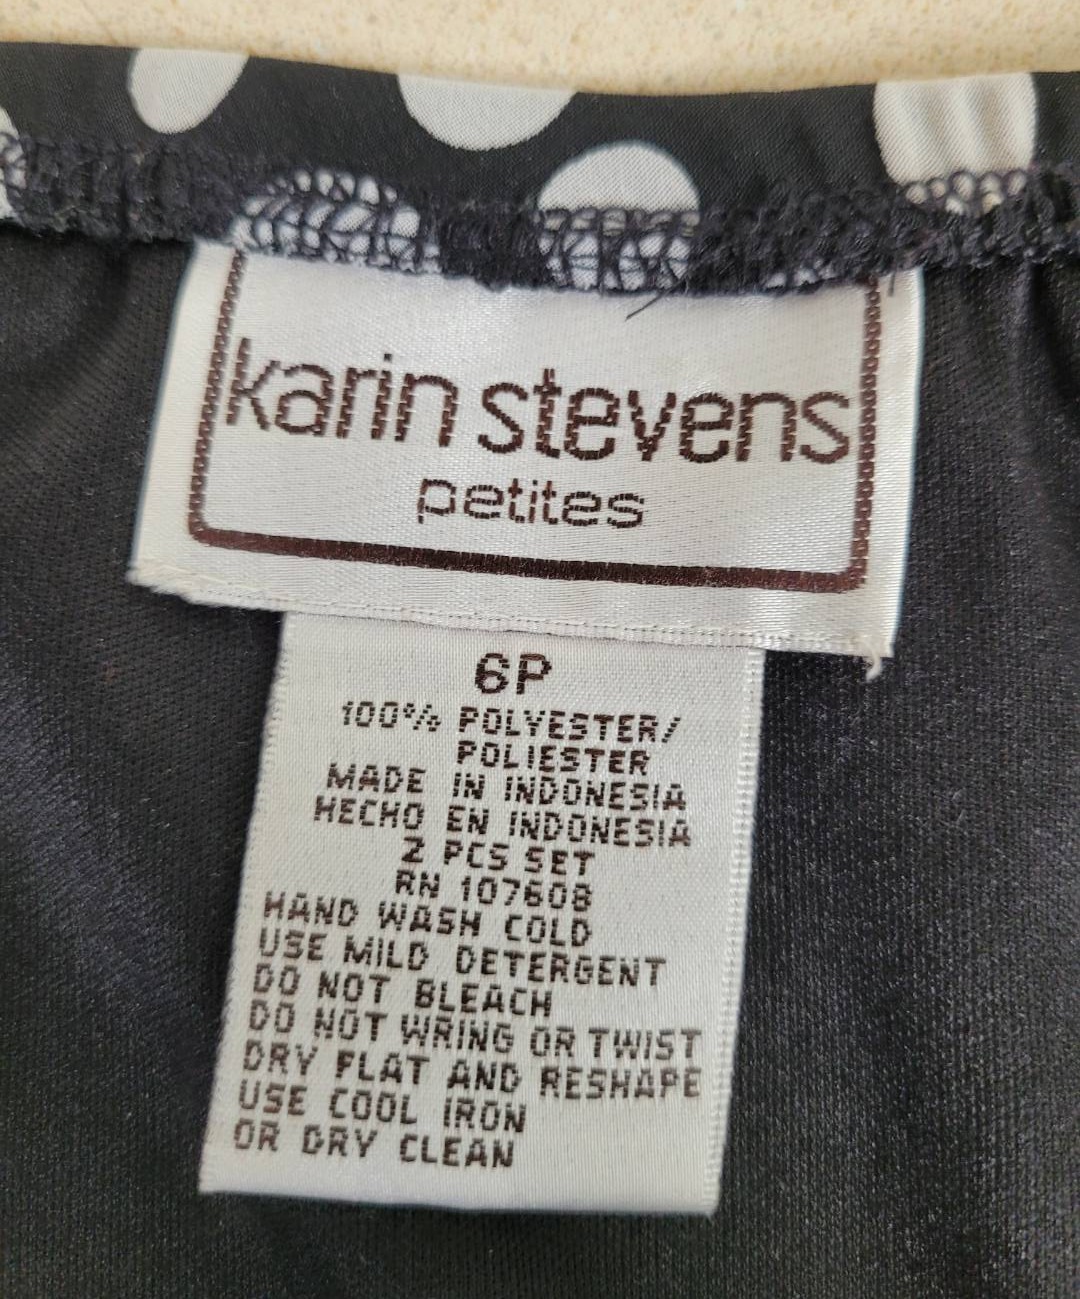 karin stevens
petites
6P
100% POLYESTER/
POLIESTER
MADE IN INDONESIA
HECHO EN INDONESIA
2 PCS SET
RN 107608
HAND WASH COLD
USE MILD DETERGENT
DO NOT BLEACH
DO NOT WRING OR TWIST
DRY FLAT AND RESHAPE
USE COOL IRON
OR DRY CLEAN